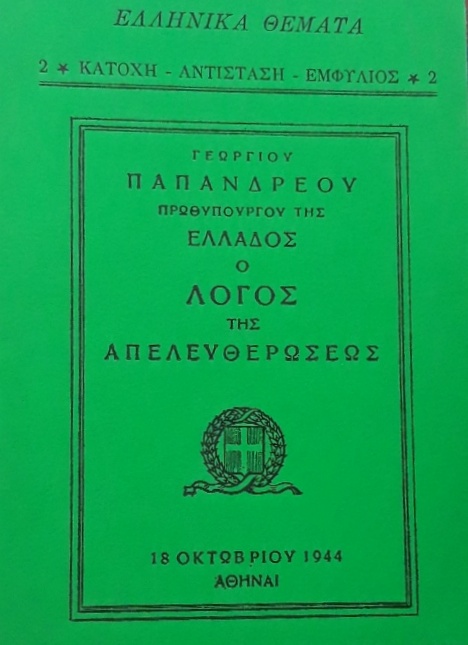 ΕΛΛΗΝΙΚΑ ΘΕΜΑΤΑ
2 * ΚΑΤΟΧΗ - ΑΝΤΙΣΤΑΣΗ - ΕΜΦΥΛΙΟΣ * 2
ΓΕΩΡΓΙΟΥ
ΠΑΠΑΝΔΡΕΟΥ
ΠΡΩΘΥΠΟΥΡΓΟΥ ΤΗΣ
ΕΛΛΑΔΟΣ
Ο
ΛΟΓΟΣ
ΤΗΣ
ΑΠΕΛΕΥΘΕΡΩΣΕΩΣ
18 ΟΚΤΩΒΡΙΟΥ 1944
ΑΘΗΝΑΙ